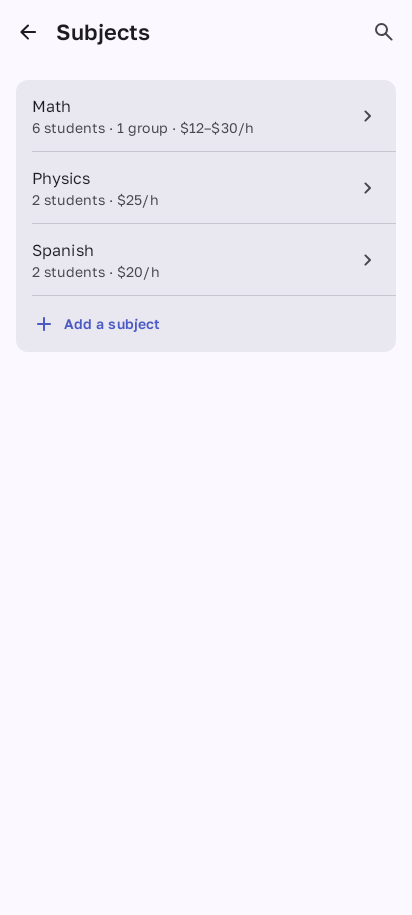 Subjects
Math
6 students · 1 group · $12–$30/h
Physics
2 students · $25/h
Spanish
2 students · $20/h
Add a subject